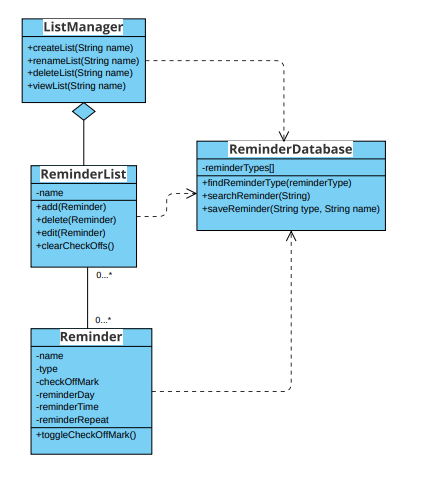 ListManager
+createList(String name)
+renameList(String name)
+deleteList(String name)
+viewList(String name)
ReminderDatabase
-reminderTypes[]
+findReminderType(reminderType)
+searchReminder(String)
+saveReminder(String type, String name)
ReminderList
-name
+add(Reminder)
+delete(Reminder)
+edit(Reminder)
+clearCheckOffs()
0...*
0...*
Reminder
-name
-type
-checkOffMark
-reminderDay
-reminderTime
-reminderRepeat
+toggleCheckOffMark()